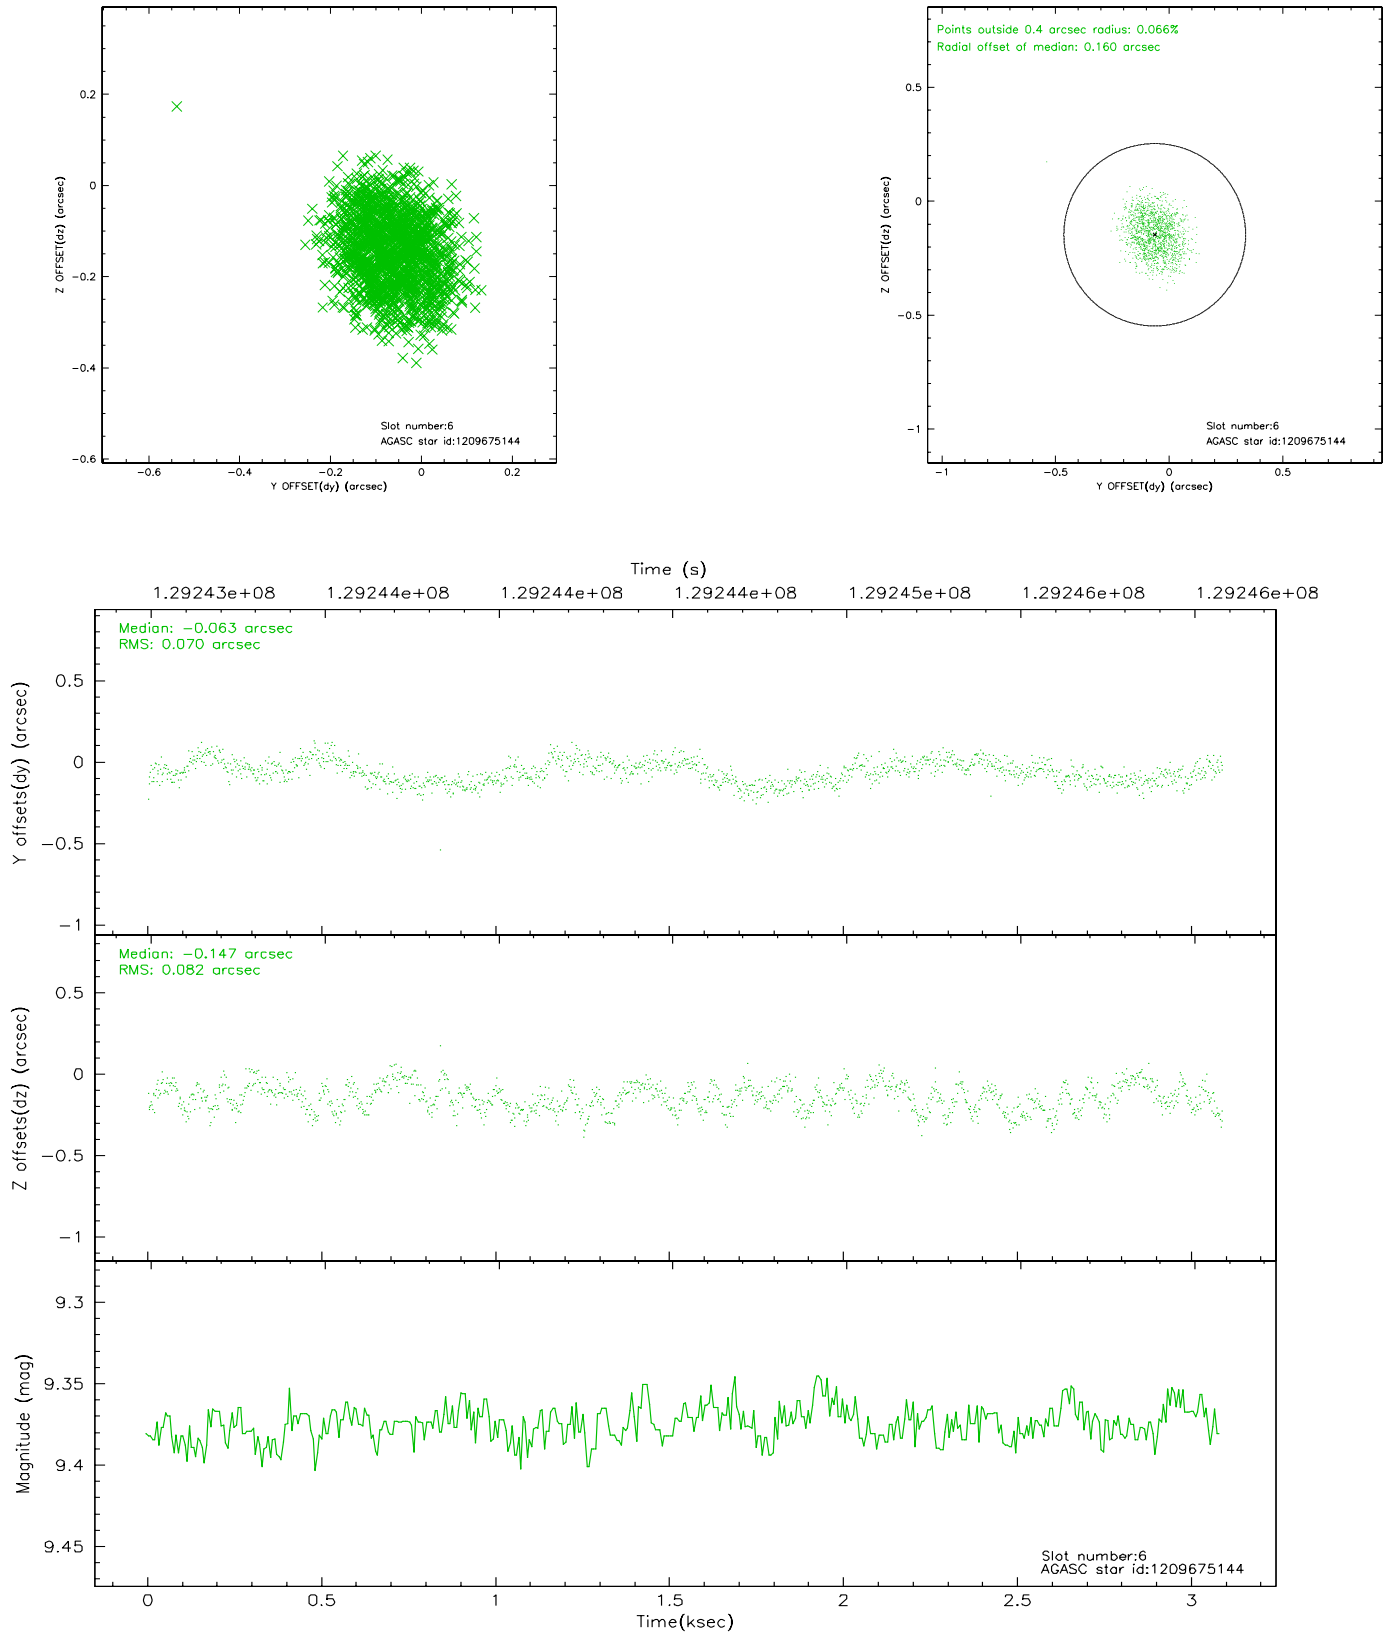 0.2
0
−0.2
−0.4
−0.6
Z OFFSET(dz) (arcsec)
−0.6
−0.4
−0.2
0
0.2
Y OFFSET(dy) (arcsec)
Slot number:6
AGASC star id:1209675144
Points outside 0.4 arcsec radius: 0.066%
Radial offset of median: 0.160 arcsec
0.5
0
−0.5
−1
Z OFFSET(dz) (arcsec)
−1
−0.5
0
0.5
Y OFFSET(dy) (arcsec)
Slot number:6
AGASC star id:1209675144
Time (s)
1.29243e+08
1.29244e+08
1.29244e+08
1.29244e+08
1.29245e+08
1.29246e+08
1.29246e+08
Median: −0.063 arcsec
RMS: 0.070 arcsec
0.5
0
−0.5
−1
Y offsets(dy) (arcsec)
Median: −0.147 arcsec
RMS: 0.082 arcsec
0.5
0
−0.5
−1
Z offsets(dz) (arcsec)
9.3
9.35
9.4
9.45
Magnitude (mag)
Slot number:6
AGASC star id:1209675144
0
0.5
1
1.5
2
2.5
3
Time(ksec)